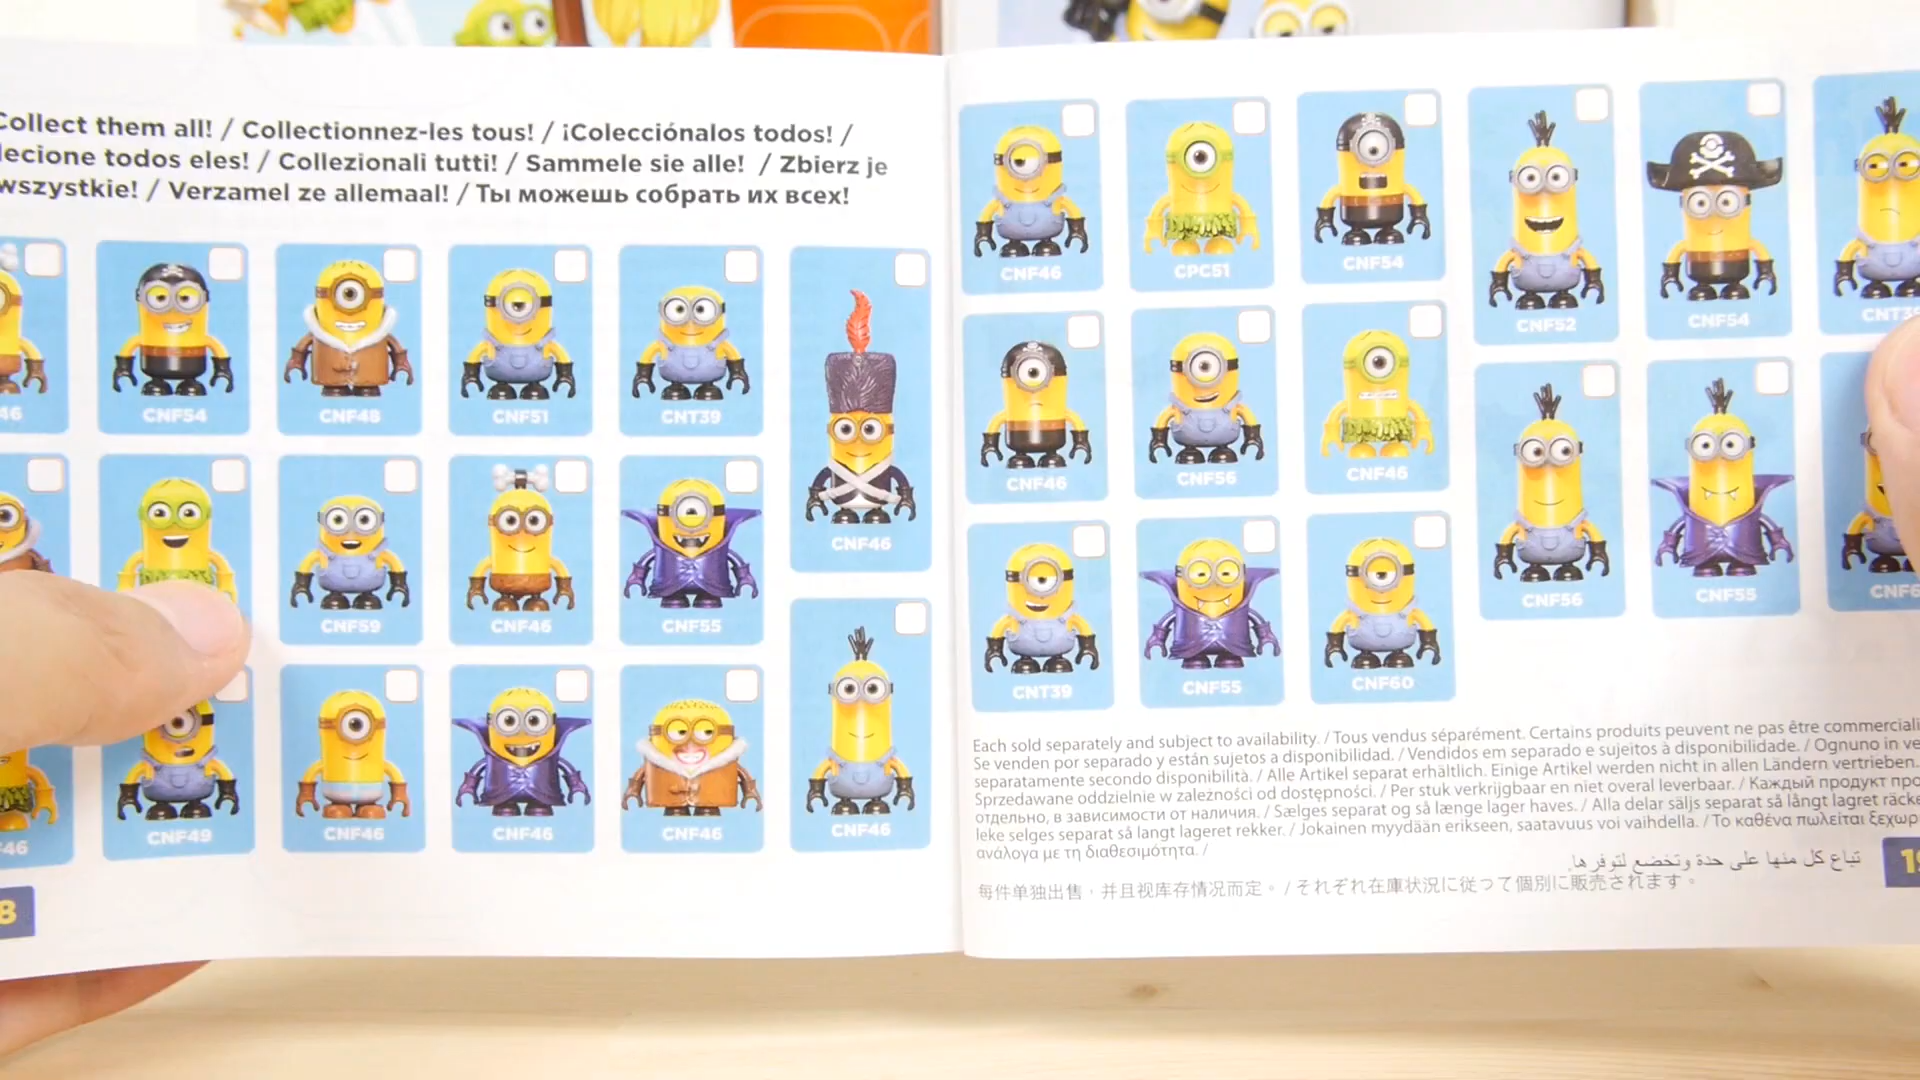 Collect them all! / Collectionnez-les tous! / ¡Colecciónalos todos! /
lecione todos eles! / Collezionali tutti! / Sammele sie alle! / Zbierz je
wszystkie! / Verzamel ze allemaal! / Ты можешь собрать их всех!
46
CNF54
CNF48
CNF51
CNT39
CNF46
CNF59
CNF46
CNF55
46
CNF49
CNF46
CNF46
CNF46
CNF46
8
CNF46
CPC51
CNF54
CNF52
CNF54
CNT39
CNF46
CNF56
CNF46
CNF56
CNF55
CNF6
CNT39
CNF55
CNF60
Each sold separately and subject to availability. / Tous vendus séparément. Certains produits peuvent ne pas être commerciali
Se venden por separado y están sujetos a disponibilidad. / Vendidos em separado e sujeitos à disponibilidade. / Ognuno in ve
separatamente secondo disponibilità. / Alle Artikel separat erhältlich. Einige Artikel werden nicht in allen Ländern vertrieben.
Sprzedawane oddzielnie w zależności od dostępności. / Per stuk verkrijgbaar en niet overal leverbaar. / Каждый продукт про
отдельно, в зависимости от наличия. / Sælges separat og så længe lager haves. / Alla delar säljs separat så långt lagret räcke
leke selges separat så langt lageret rekker. / Jokainen myydään erikseen, saatavuus voi vaihdella. / Το καθένα πωλείται ξεχωρ
ανάλογα με τη διαθεσιμότητα. /
تباع كل منها على حدة وتخضع لتوفرها.
每件单独出售，并且视库存情况而定。 / それぞれ在庫状況に従って個別に販売されます。